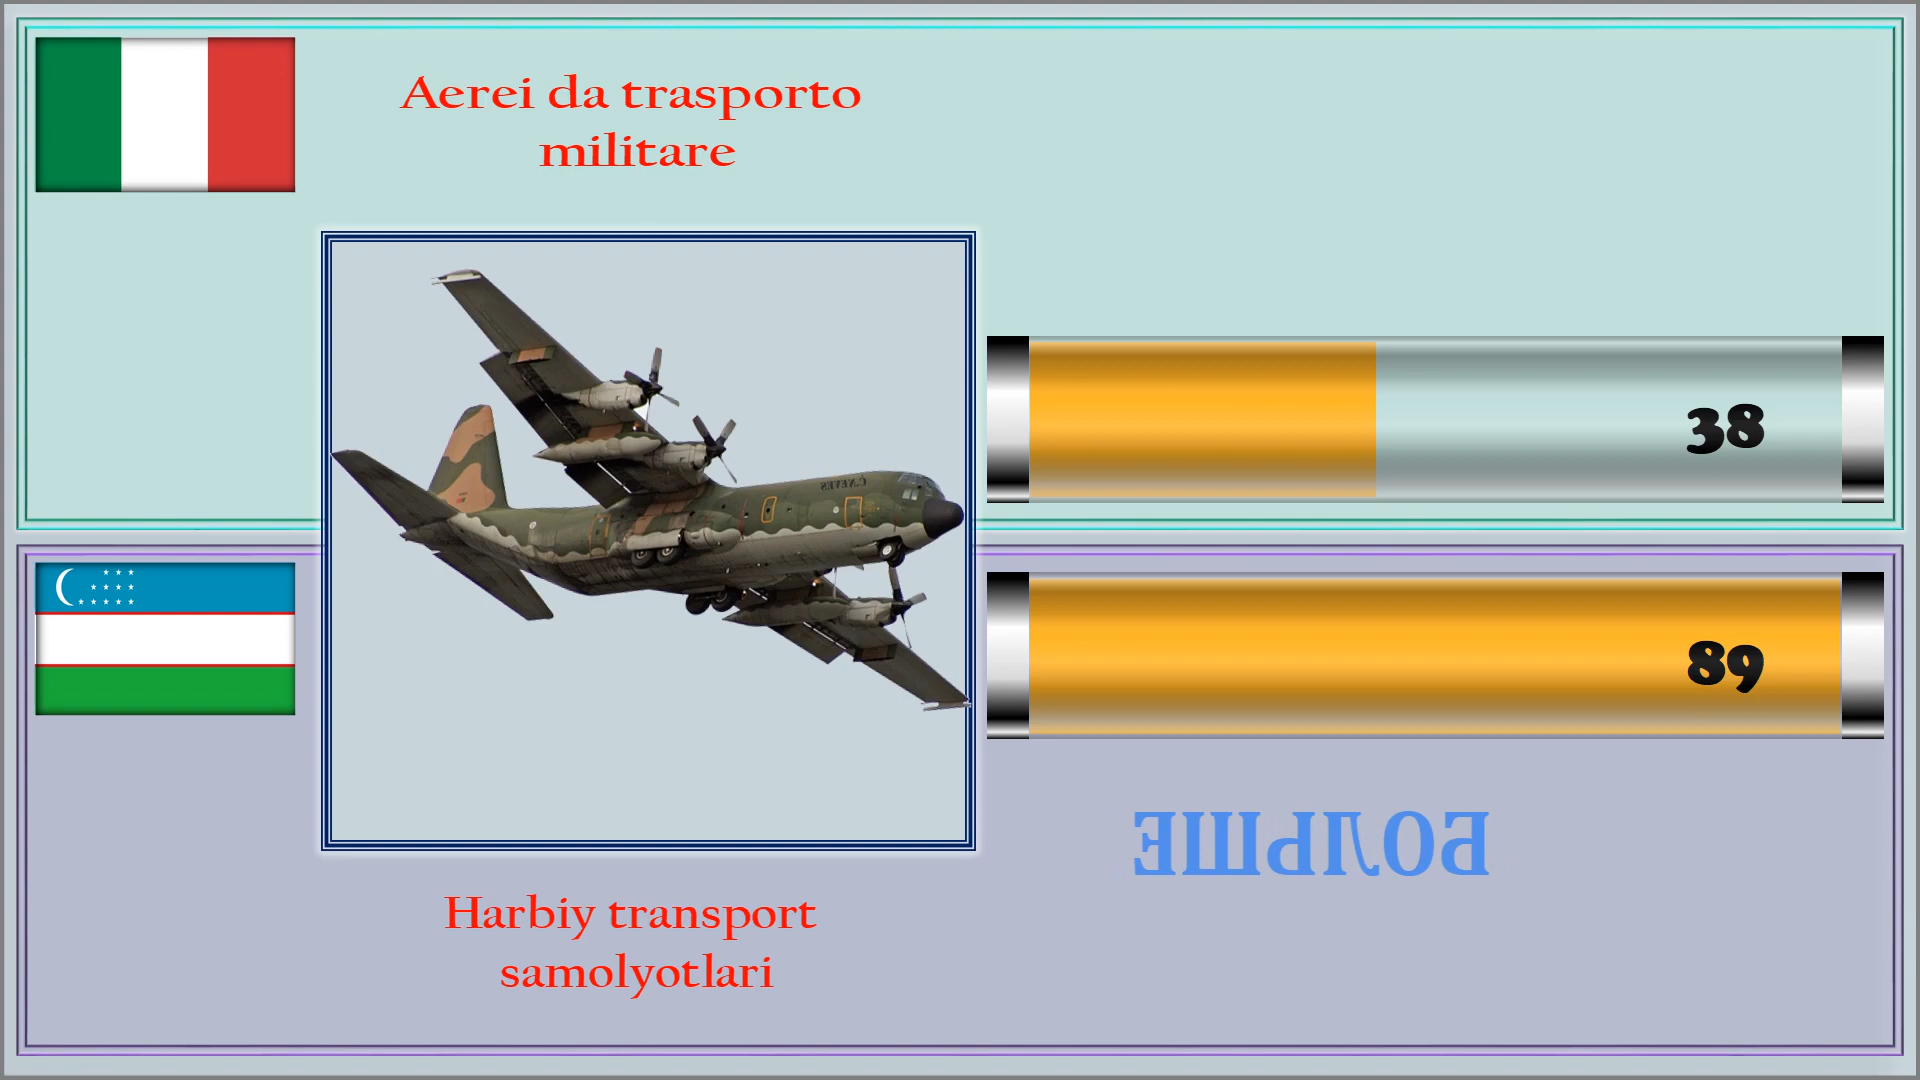 Aerei da trasporto
militare
38
89
БОЛЬШЕ
Harbiy transport
samolyotlari